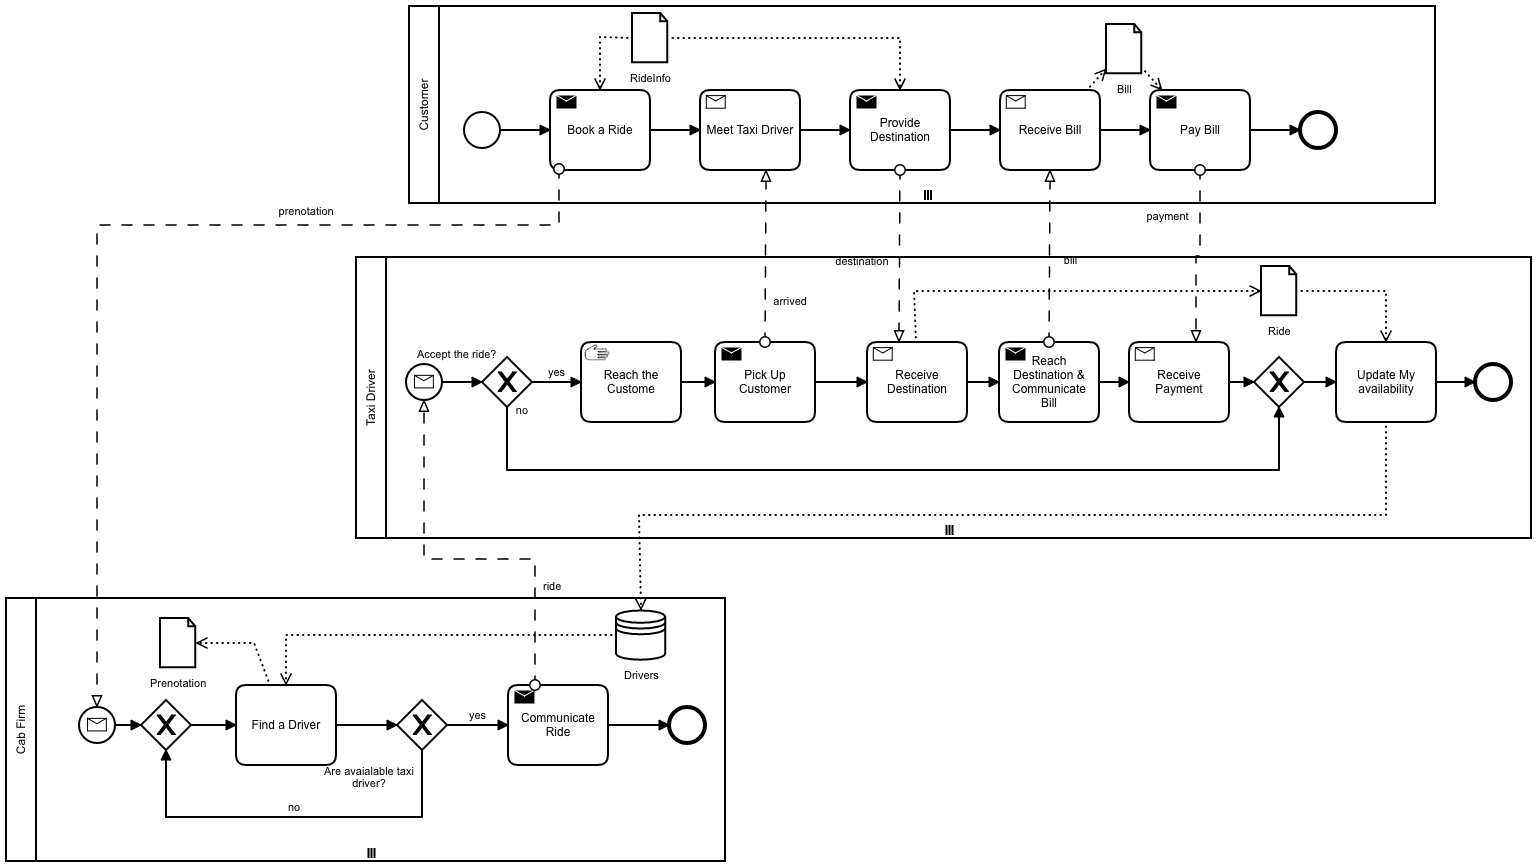 Customer
RideInfo
Bill
Book a Ride
Meet Taxi Driver
Provide
Destination
Receive Bill
Pay Bill
prenotation
payment
destination
bill
arrived
Taxi Driver
Accept the ride?
yes
no
Ride
Reach the
Custome
Pick Up
Customer
Receive
Destination
Reach
Destination &
Communicate
Bill
Receive
Payment
Update My
availability
ride
Cab Firm
Prenotation
Drivers
Find a Driver
yes
Communicate
Ride
Are avaialable taxi
driver?
no